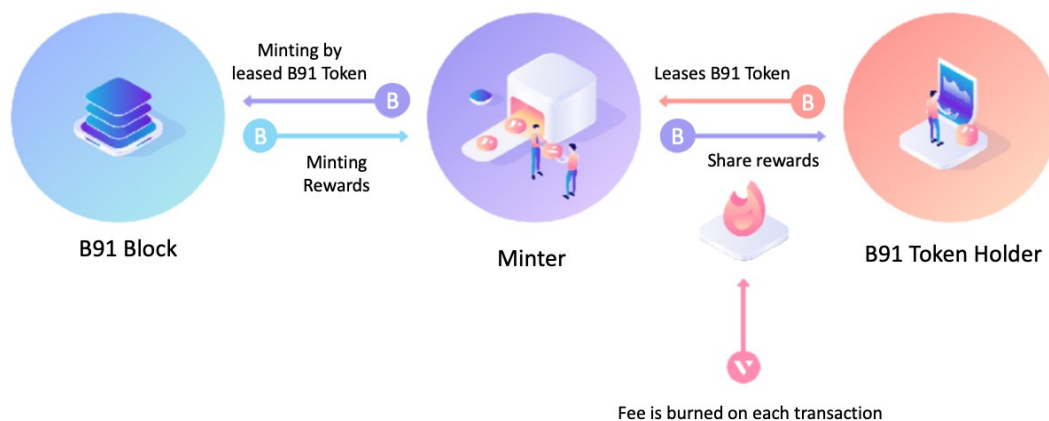 Minting by
leased B91 Token
B
B
Minting
Rewards
B91 Block
Minter
Leases B91 Token
B
B
Share rewards
B91 Token Holder
V
Fee is burned on each transaction